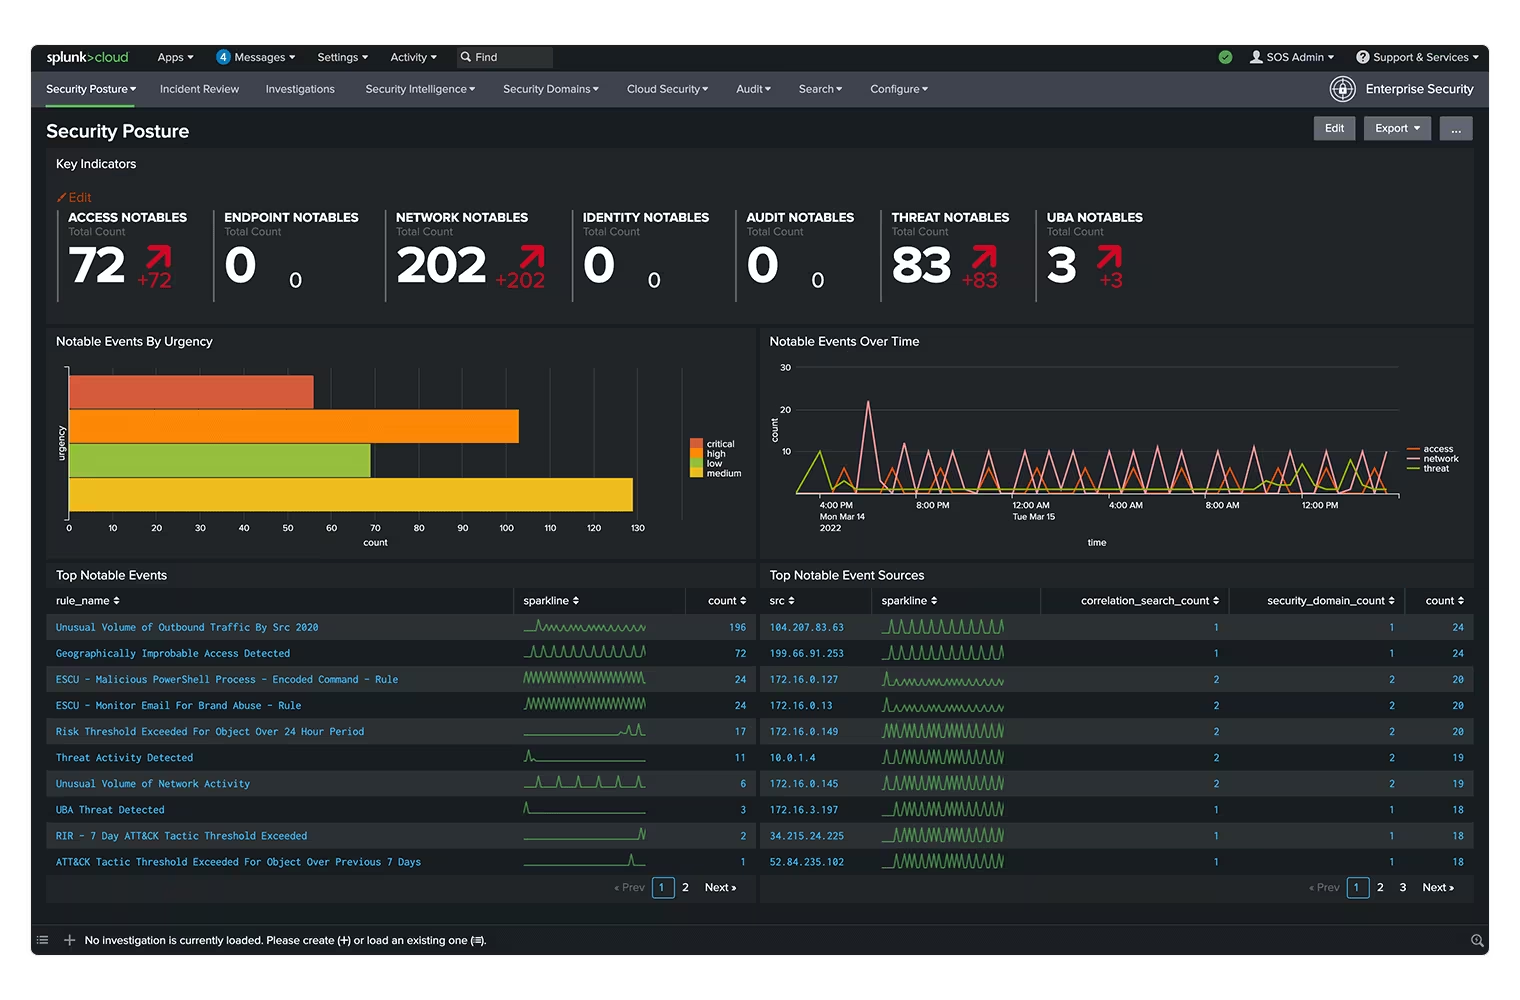 splunk>cloud Apps 4 Messages Settings Activity Find SOS Admin ? Support & Services
Security Posture Incident Review Investigations Security Intelligence Security Domains Cloud Security Audit Search Configure Enterprise Security
Security Posture Edit Export ...
Key Indicators
Edit
ACCESS NOTABLES ENDPOINT NOTABLES NETWORK NOTABLES IDENTITY NOTABLES AUDIT NOTABLES THREAT NOTABLES UBA NOTABLES
Total Count Total Count Total Count Total Count Total Count Total Count Total Count
72 +72 0 0 202 +202 0 0 0 0 83 +83 3 +3
Notable Events By Urgency
urgency
critical
high
low
medium
0 10 20 30 40 50 60 70 80 90 100 110 120 130
count
Notable Events Over Time
30
20
10
count
access
network
threat
4:00 PM 8:00 PM 12:00 AM 4:00 AM 8:00 AM 12:00 PM
Mon Mar 14 Tue Mar 15
2022
time
Top Notable Events
rule_name sparkline count
Unusual Volume of Outbound Traffic By Src 2020 196
Geographically Improbable Access Detected 72
ESCU - Malicious PowerShell Process - Encoded Command - Rule 24
ESCU - Monitor Email For Brand Abuse - Rule 24
Risk Threshold Exceeded For Object Over 24 Hour Period 17
Threat Activity Detected 11
Unusual Volume of Network Activity 6
UBA Threat Detected 3
RIR - 7 Day ATT&CK Tactic Threshold Exceeded 2
ATT&CK Tactic Threshold Exceeded For Object Over Previous 7 Days 1
« Prev 1 2 Next »
Top Notable Event Sources
src sparkline correlation_search_count security_domain_count count
104.207.83.63 1 1 24
199.66.91.253 1 1 24
172.16.0.127 2 2 20
172.16.0.13 2 2 20
172.16.0.149 2 2 20
10.0.1.4 2 2 19
172.16.0.145 2 2 19
172.16.3.197 1 1 18
34.215.24.225 1 1 18
52.84.235.102 1 1 18
« Prev 1 2 3 Next »
No investigation is currently loaded. Please create (+) or load an existing one (≡).